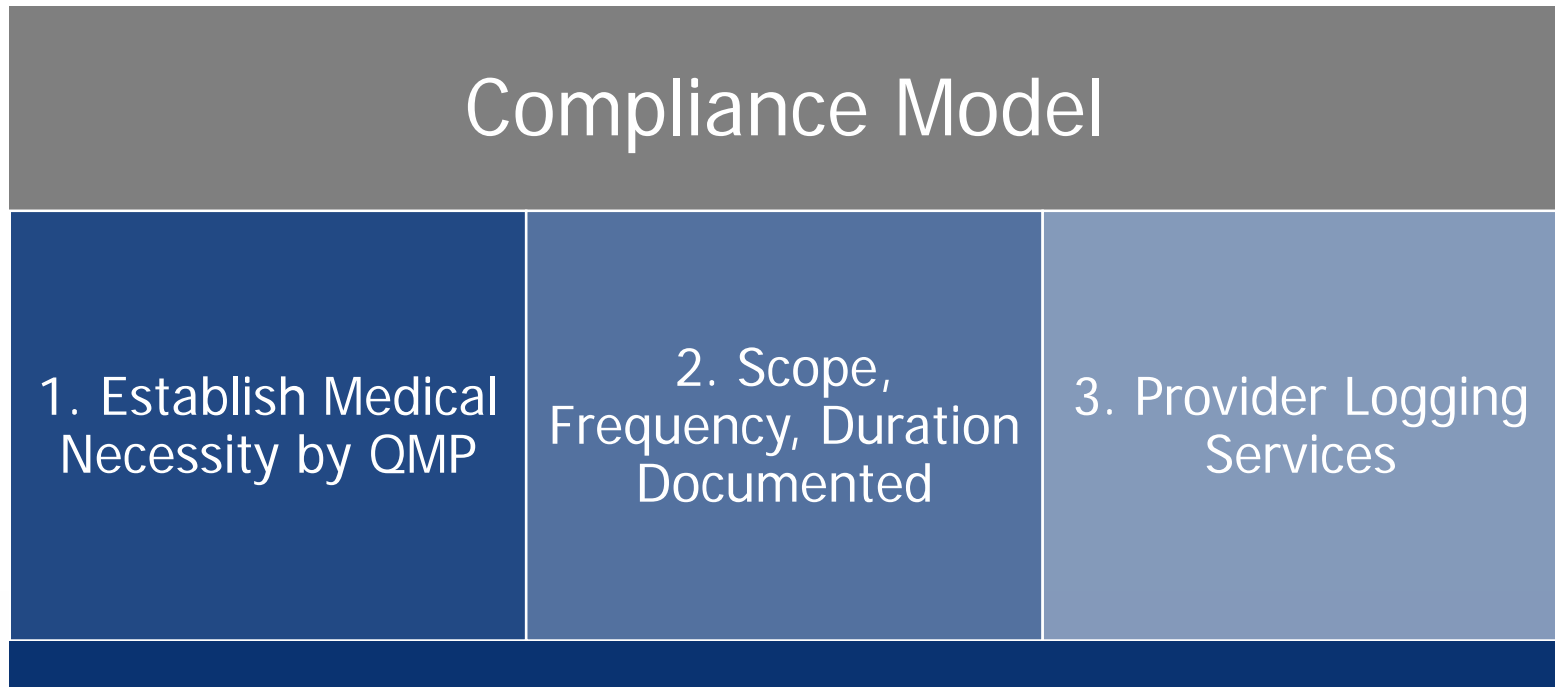 Compliance Model
1. Establish Medical
Necessity by QMP
2. Scope,
Frequency, Duration
Documented
3. Provider Logging
Services